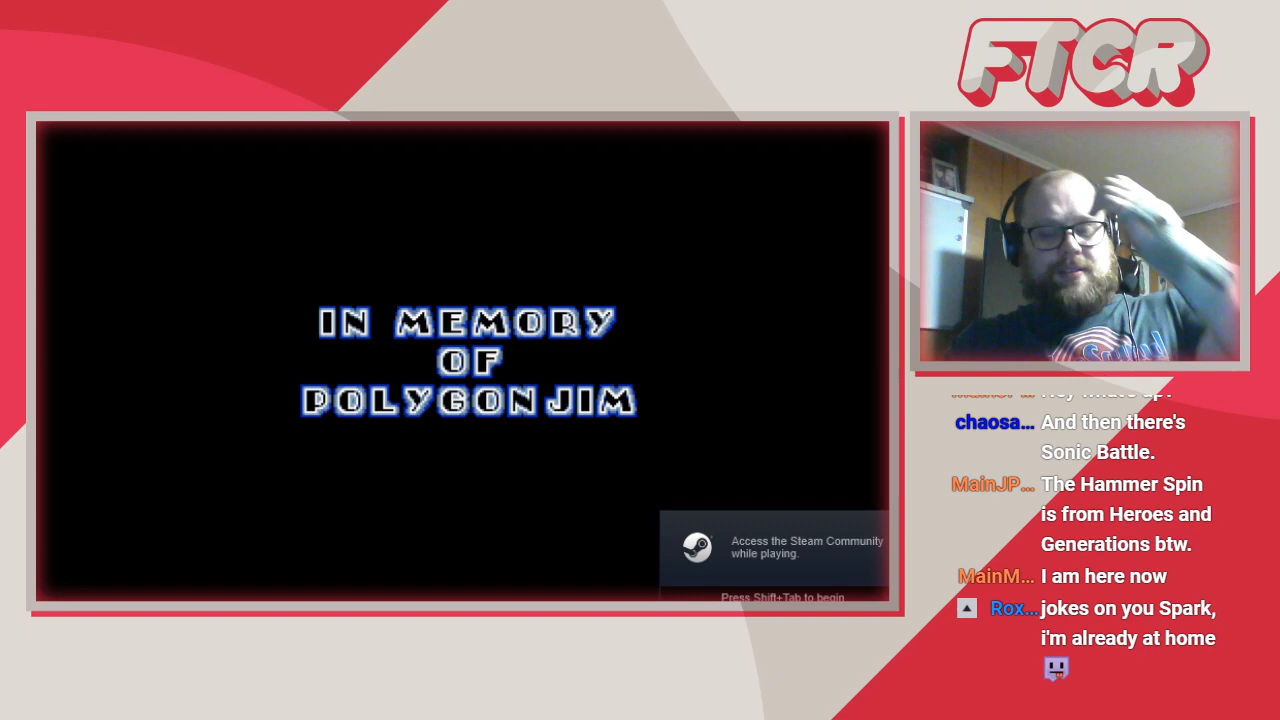 FTCR
IN MEMORY
OF
POLYGON JIM
Access the Steam Community
while playing.
Press Shift+Tab to begin
chaosa… And then there's
Sonic Battle.
MainJP… The Hammer Spin
is from Heroes and
Generations btw.
MainM… I am here now
Rox… jokes on you Spark,
i'm already at home